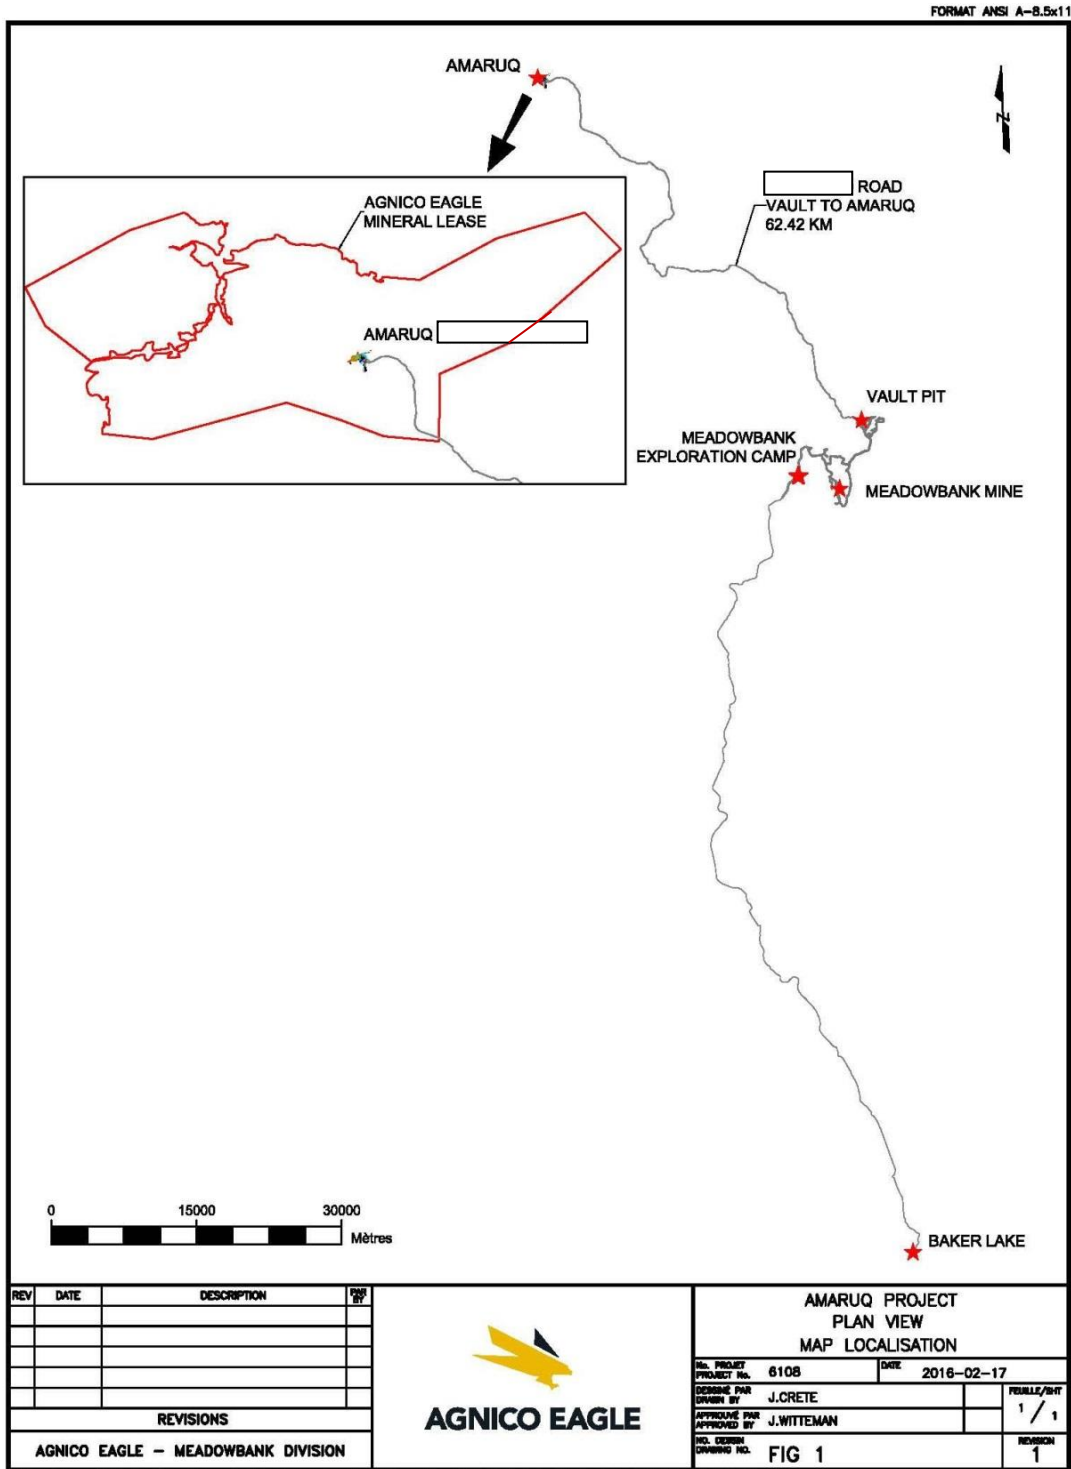 FORMAT ANSI A-8.5x11
AMARUQ
N
ROAD
VAULT TO AMARUQ
62.42 KM
AGNICO EAGLE
MINERAL LEASE
AMARUQ
VAULT PIT
MEADOWBANK
EXPLORATION CAMP
MEADOWBANK MINE
0 15000 30000
Mètres
BAKER LAKE
REV DATE DESCRIPTION PAR
BY
REVISIONS
AGNICO EAGLE - MEADOWBANK DIVISION
AGNICO EAGLE
AMARUQ PROJECT
PLAN VIEW
MAP LOCALISATION
No. PROJET
PROJECT No. 6108 DATE 2016-02-17
DESSINÉ PAR
DRAWN BY J.CRETE
FEUILLE/SHT
1 / 1
APPROUVÉ PAR
APPROVED BY J.WITTEMAN
NO. DESSIN
DRAWING NO. FIG 1
REVISION
1